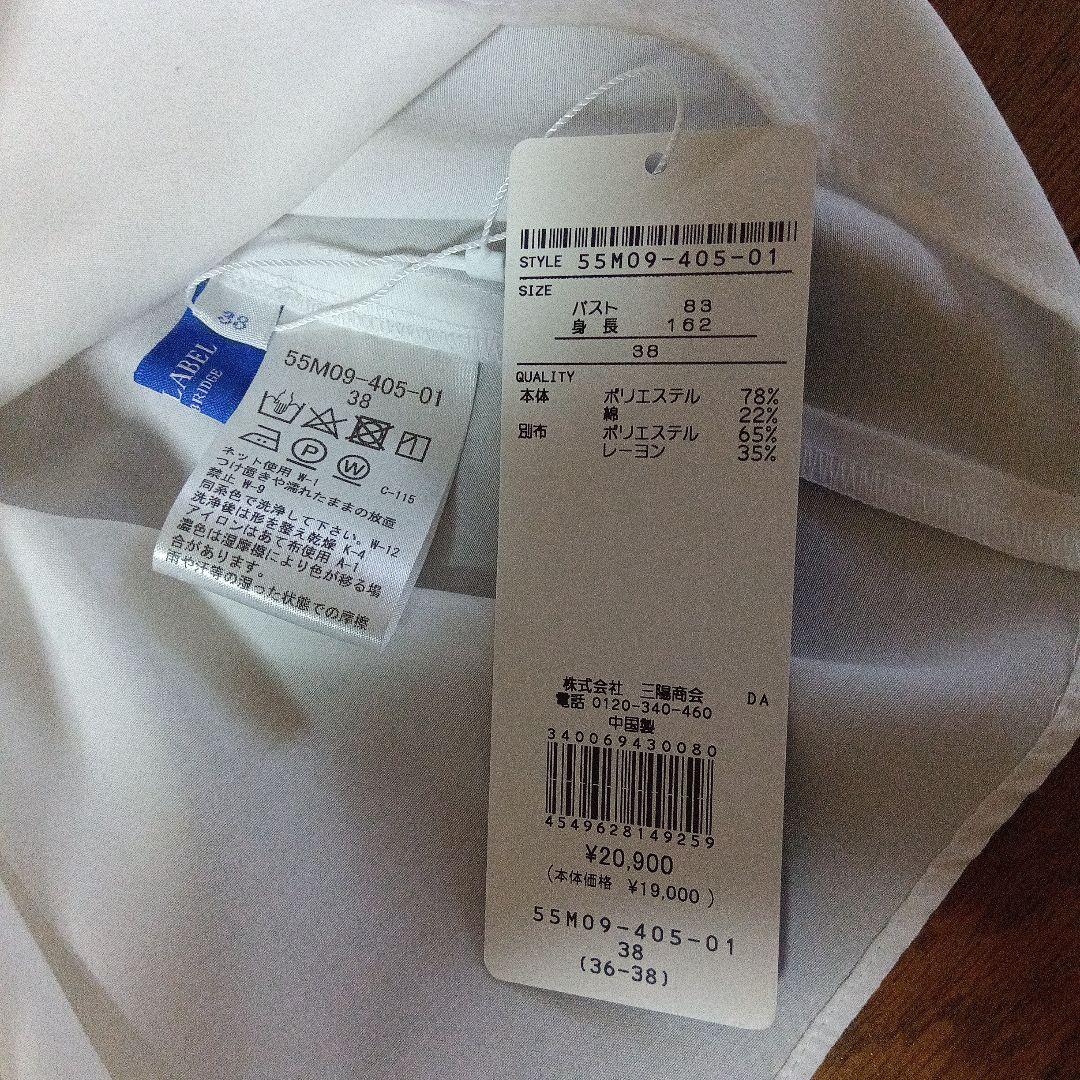 STYLE 55M09-405-01
SIZE
バスト 83
身長 162
38
QUALITY
本体 ポリエステル 78%
綿 22%
別布 ポリエステル 65%
レーヨン 35%
株式会社 三陽商会 DA
電話 0120-340-460
中国製
340069430080
4549628149259
¥20,900
(本体価格 ¥19,000)
55M09-405-01
38
(36-38)
38
LABEL
BRIDGE
55M09-405-01
38
P W
ネット使用 W-1 C-115
つけ置きや濡れたままの放置
禁止 W-9
同系色で洗浄して下さい。W-12
洗浄後は形を整え乾燥 K-4
アイロンはあて布使用 A-1
濃色は湿摩擦により色が移る場
合があります。
雨や汗等の湿った状態での摩擦